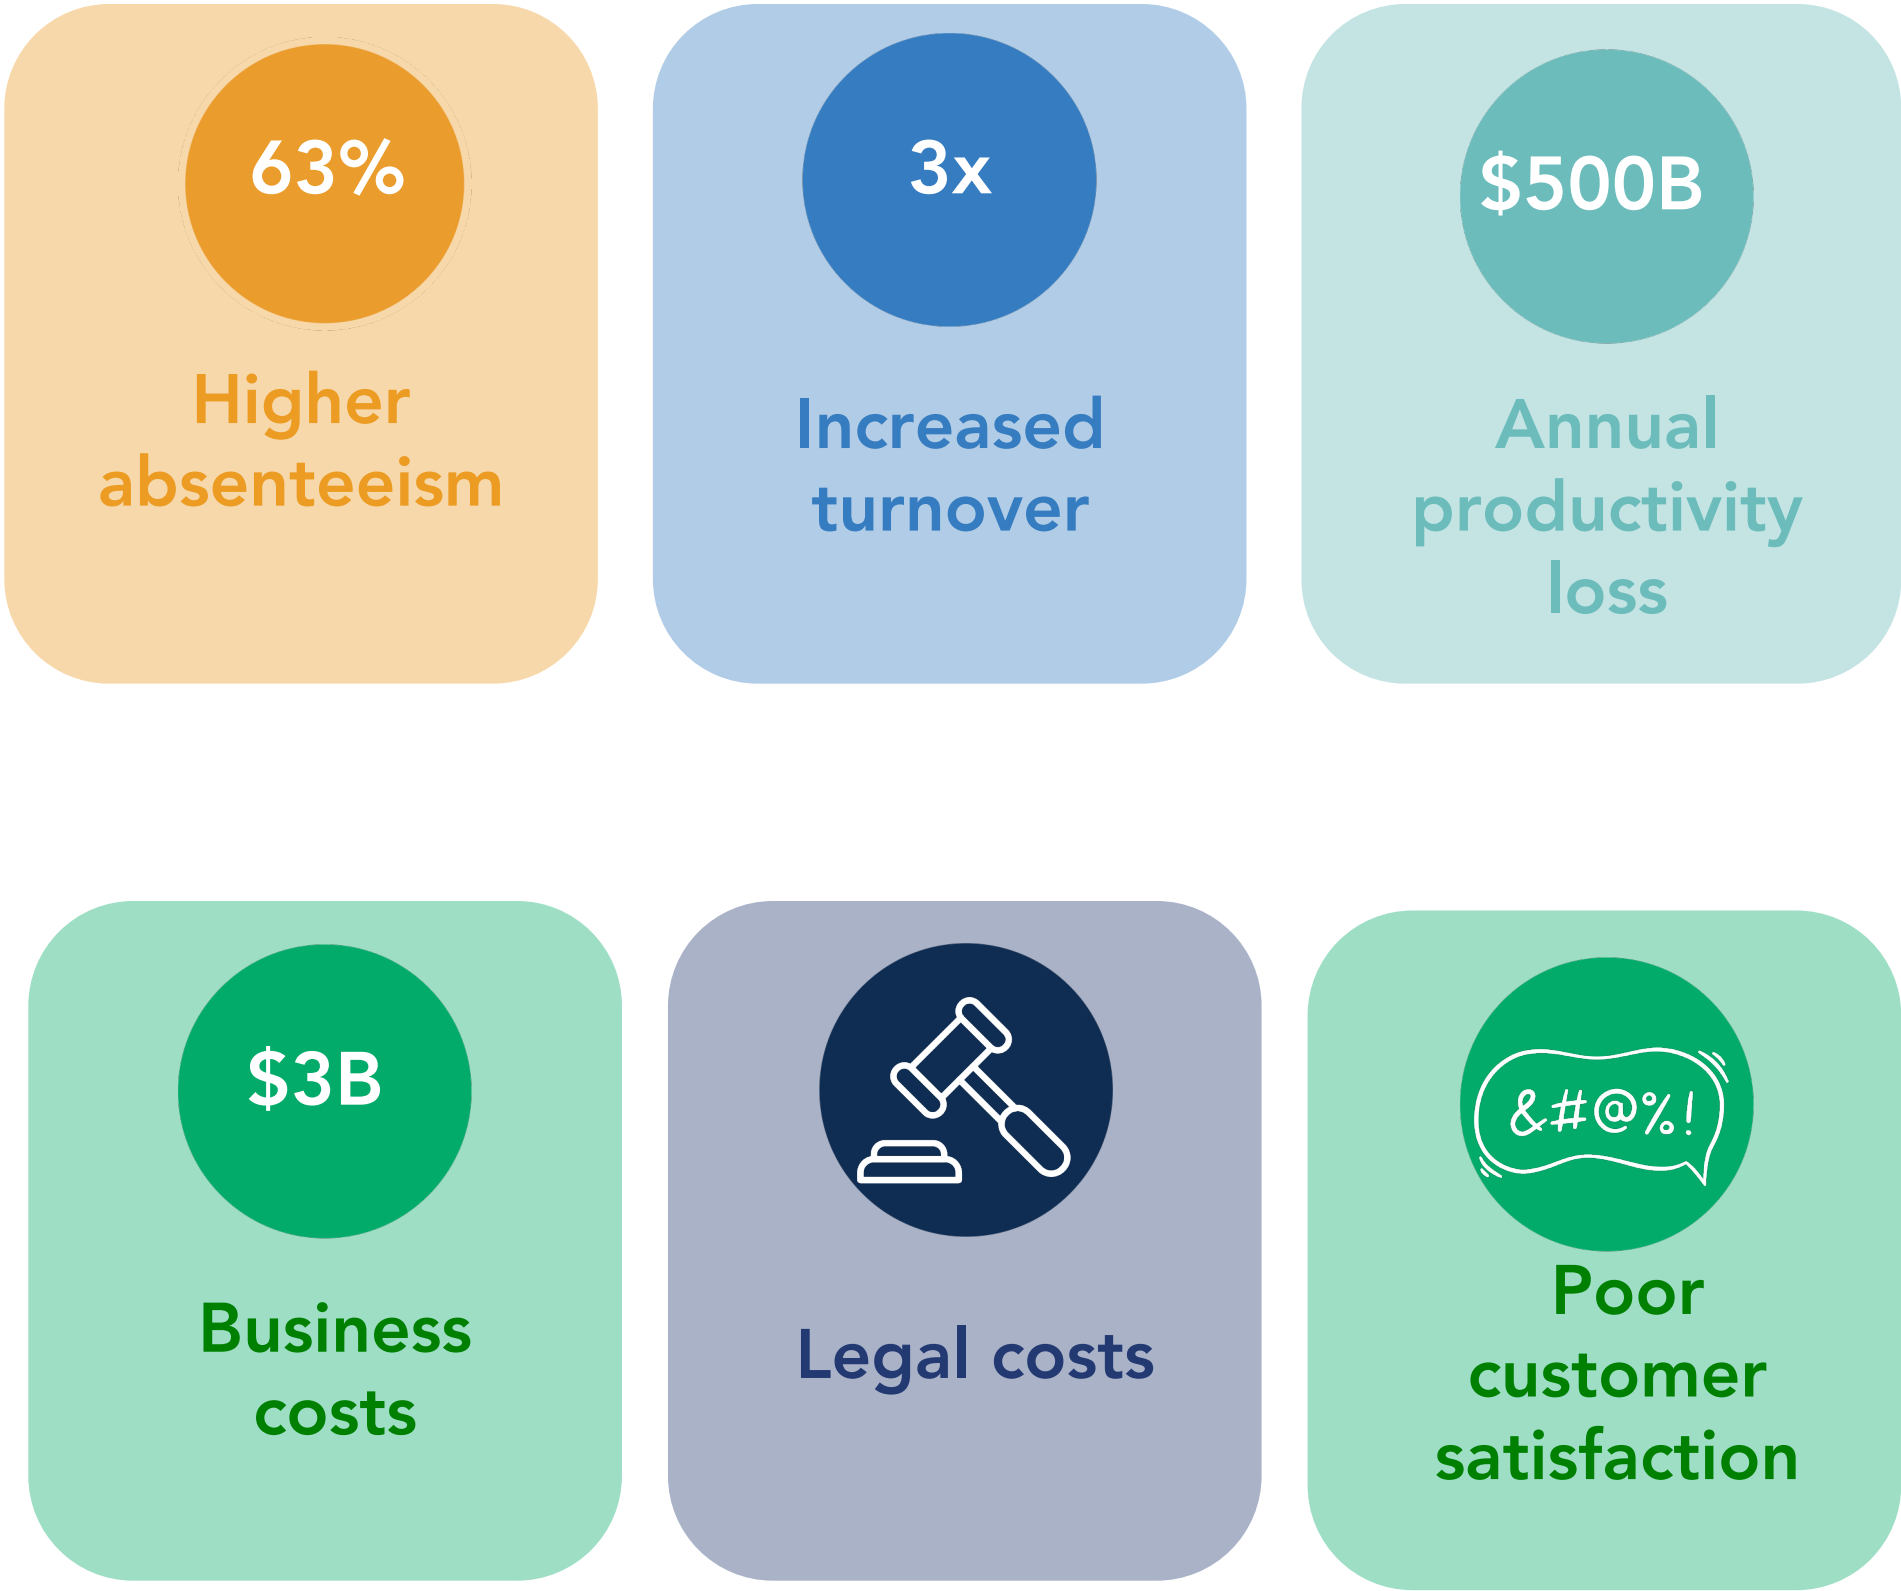 63%
Higher
absenteeism
3x
Increased
turnover
$500B
Annual
productivity
loss
$3B
Business
costs
Legal costs
&#@%!
Poor
customer
satisfaction